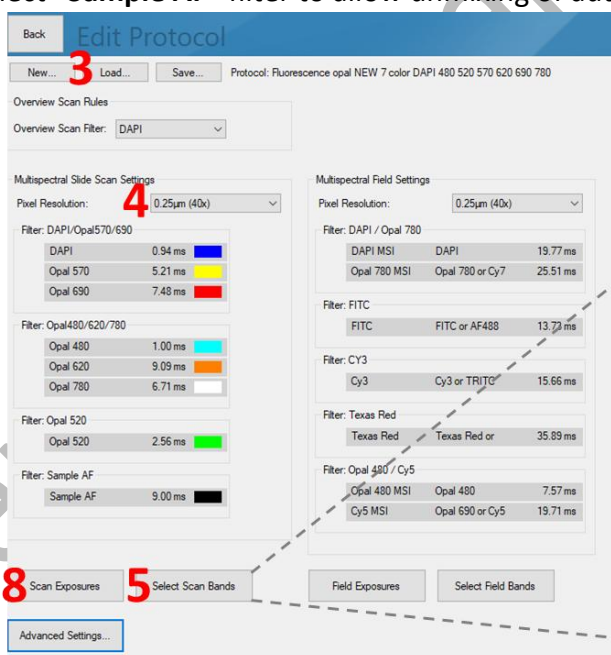 "Sample AF" filter to allow unmixing of
Back Edit Protocol
New... 3 Load... Save... Protocol: fluorescence opal NEW 7 color DAPI 480 520 570 620 690 780
Overview Scan Rules
Overview Scan Filter: DAPI
Multispectral Slide Scan Settings
4
Pixel Resolution: 0.25µm (40x)
Filter: DAPI/Opal570/690
DAPI 0.94 ms
Opal 570 5.21 ms
Opal 690 7.48 ms
Filter: Opal480/620/780
Opal 480 1.00 ms
Opal 620 9.09 ms
Opal 780 6.71 ms
Filter: Opal 520
Opal 520 2.56 ms
Filter: Sample AF
Sample AF 9.00 ms
8 Scan Exposures 5 Select Scan Bands
Multispectral Field Settings
Pixel Resolution: 0.25µm (40x)
Filter: DAPI / Opal 780
DAPI MSI DAPI 19.77 ms
Opal 780 MSI Opal 780 or Cy7 25.51 ms
Filter: FITC
FITC FITC or AF488 13.73 ms
Filter: CY3
Cy3 Cy3 or TRITC 15.66 ms
Filter: Texas Red
Texas Red Texas Red or 35.89 ms
Filter: Opal 480 / Cy5
Opal 480 MSI Opal 480 7.57 ms
Cy5 MSI Opal 690 or Cy5 19.71 ms
Field Exposures Select Field Bands
Advanced Settings...